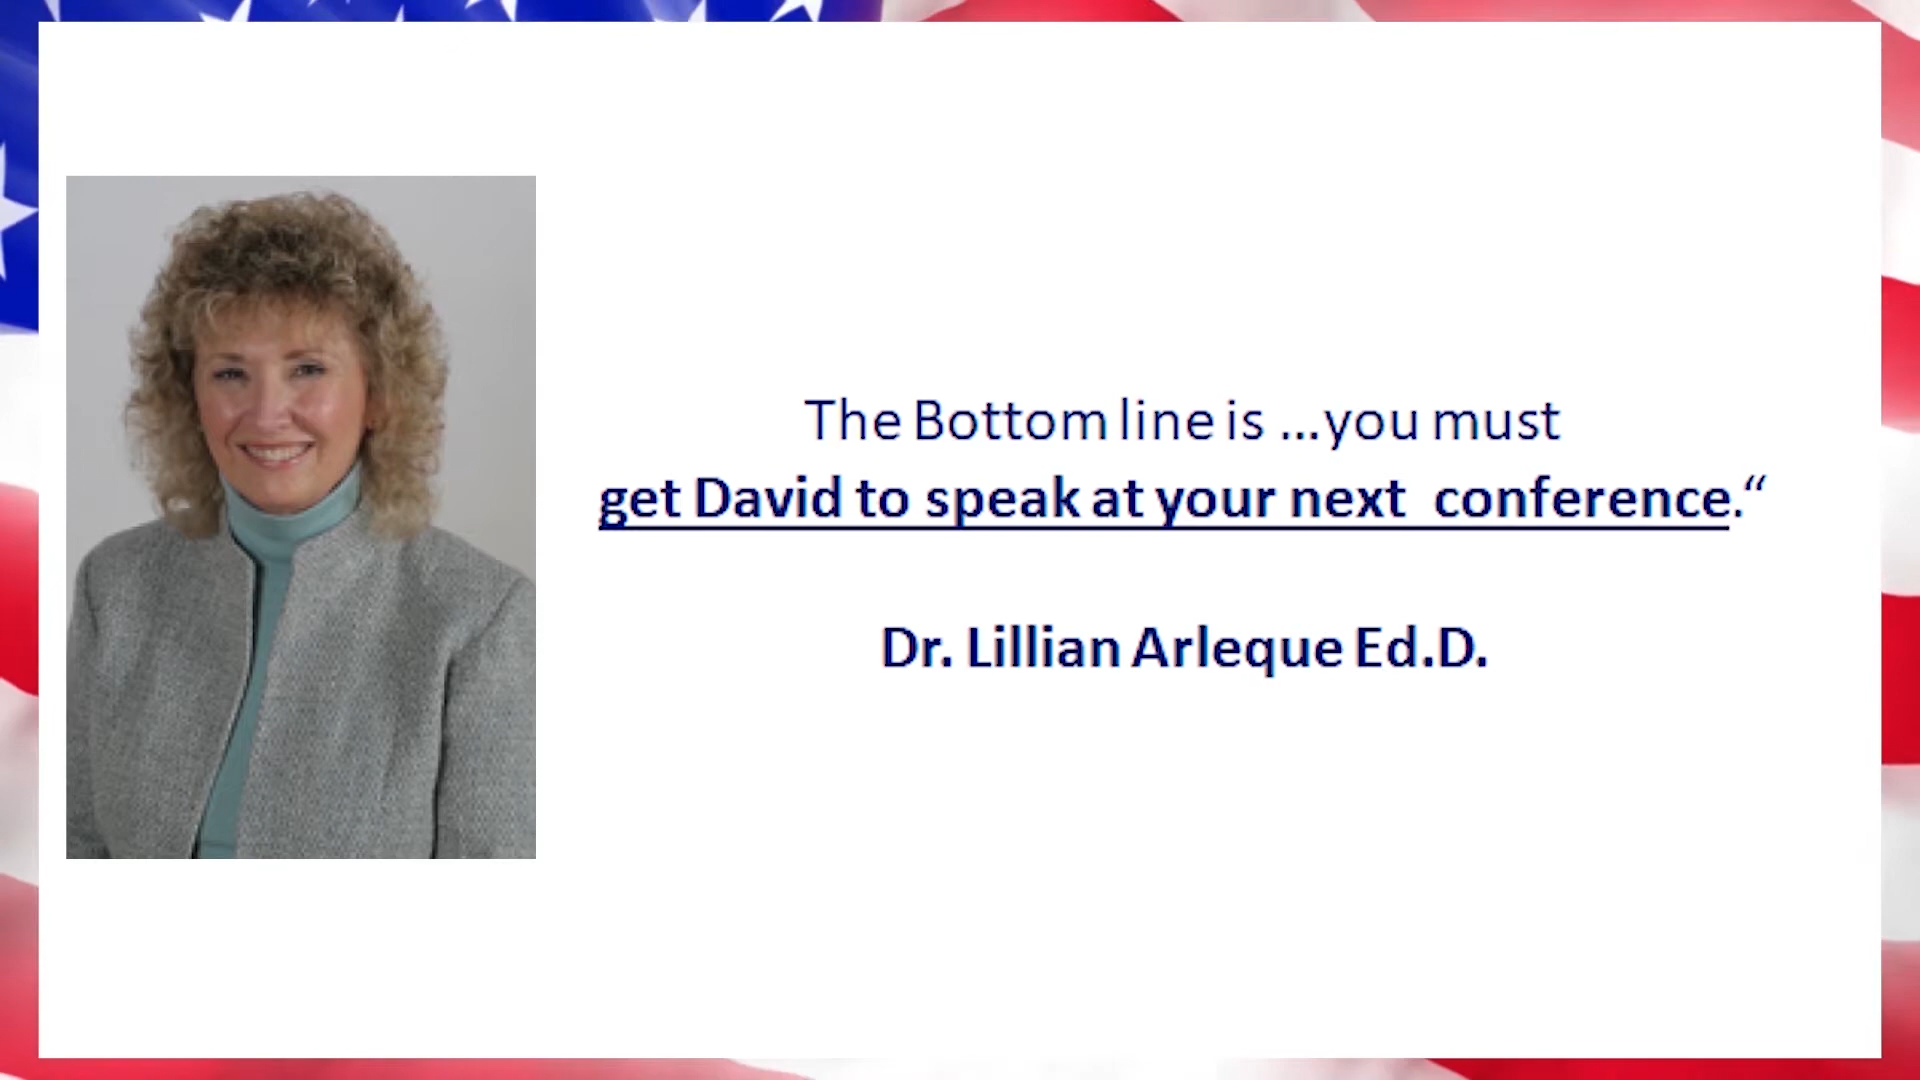 The Bottom line is ...you must
get David to speak at your next  conference.“
Dr. Lillian Arleque Ed.D.